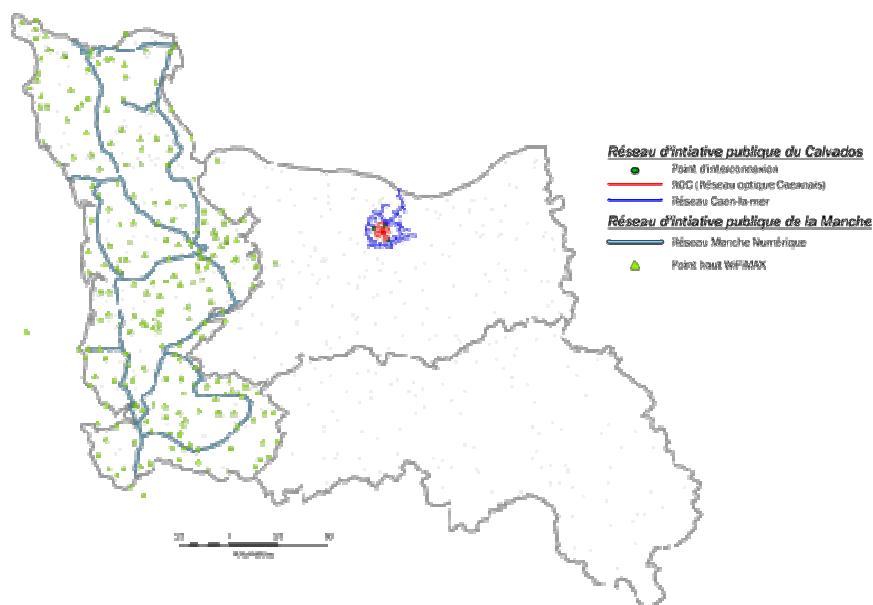 Réseau d'intiative publique du Calvados
Point d'interconnexion
ROC (Réseau optique Caennais)
Réseau Caen-la-mer
Réseau d'intiative publique de la Manche
Réseau Manche Numérique
Point haut WiFiMAX